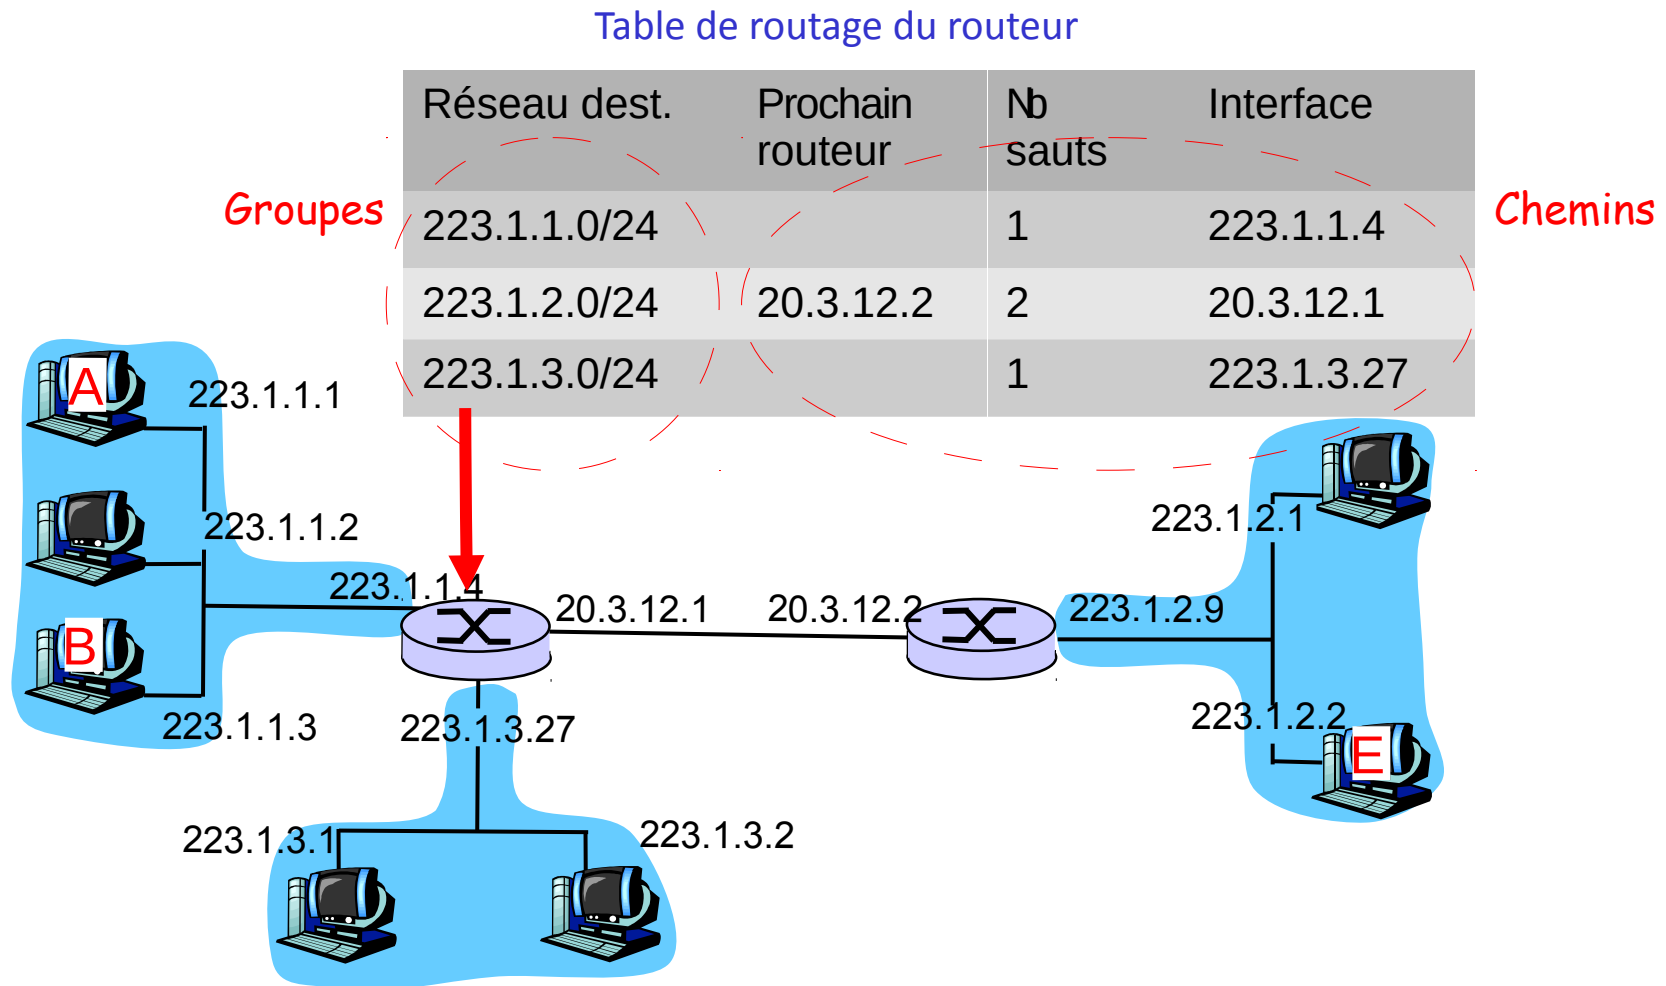 Table de routage du routeur
Réseau dest. Prochain routeur Nb sauts Interface
Groupes
Chemins
223.1.1.0/24 1 223.1.1.4
223.1.2.0/24 20.3.12.2 2 20.3.12.1
223.1.3.0/24 1 223.1.3.27
A
223.1.1.1
223.1.1.2
223.1.2.1
223.1.1.4
20.3.12.1
20.3.12.2
223.1.2.9
B
223.1.1.3
223.1.3.27
223.1.2.2
E
223.1.3.1
223.1.3.2